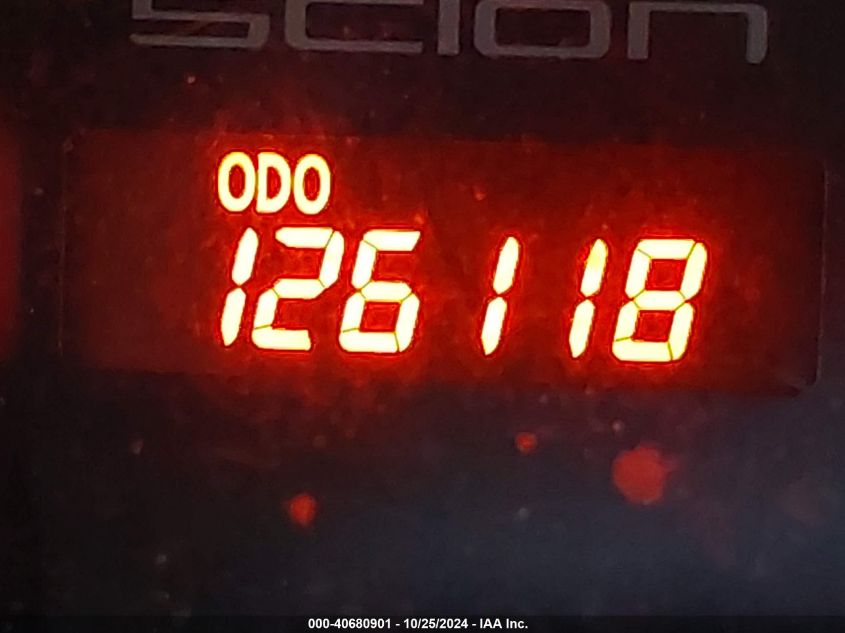 scion
ODO
126118
000-40680901 - 10/25/2024 - IAA Inc.